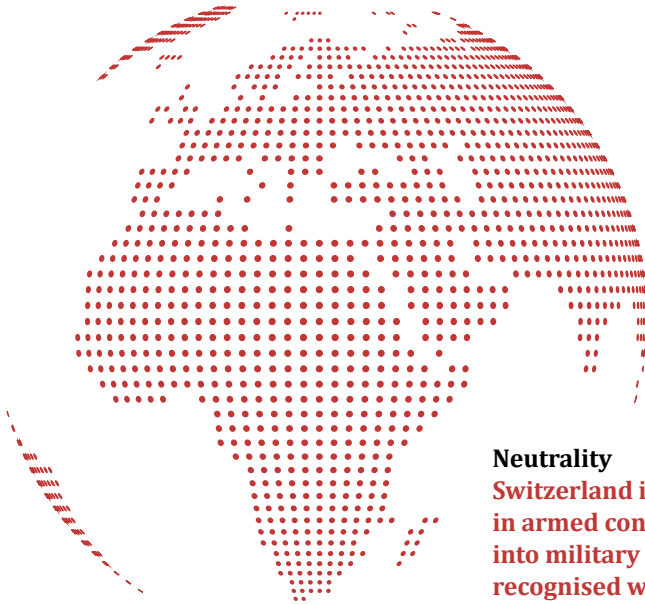 Neutrality
Switzerland i
in armed con
into military
recognised w